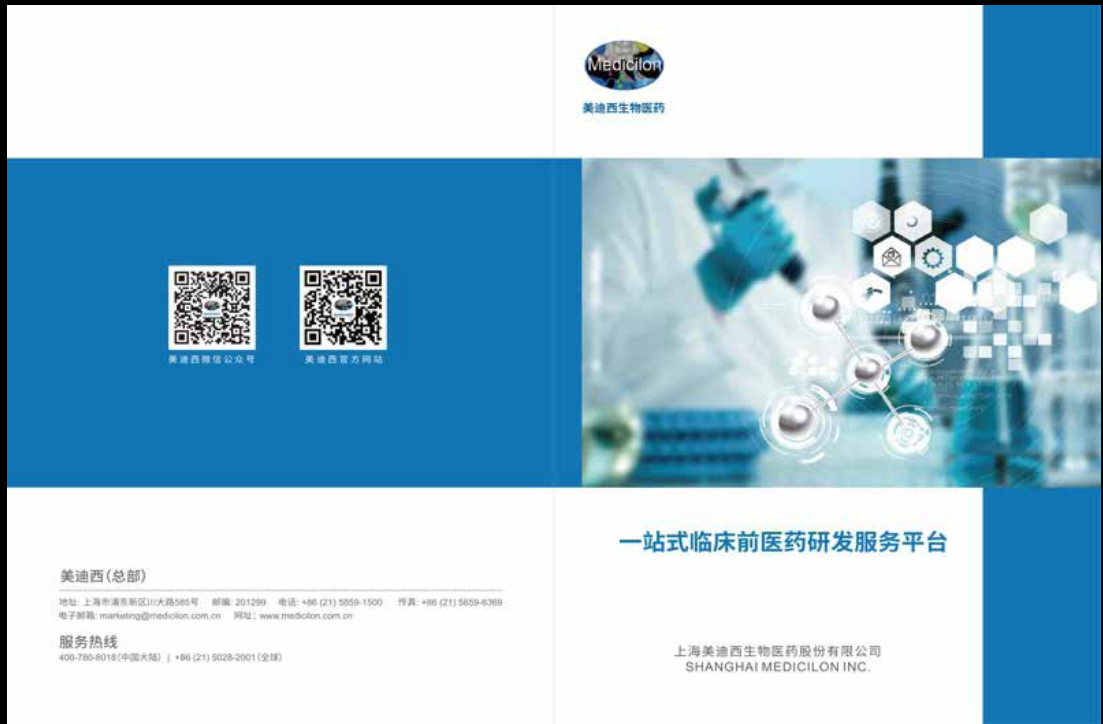 Medicilon
美迪西生物医药
美迪西微信公众号
美迪西官方网站
一站式临床前医药研发服务平台
美迪西(总部)
地址: 上海市浦东新区川大路585号 邮编: 201299 电话: +86 (21) 5859-1500 传真: +86 (21) 5859-6369
电子邮箱: marketing@medicilon.com.cn 网址: www.medicilon.com.cn
服务热线
400-780-8018(中国大陆) | +86 (21) 5028-2001(全球)
上海美迪西生物医药股份有限公司
SHANGHAI MEDICILON INC.